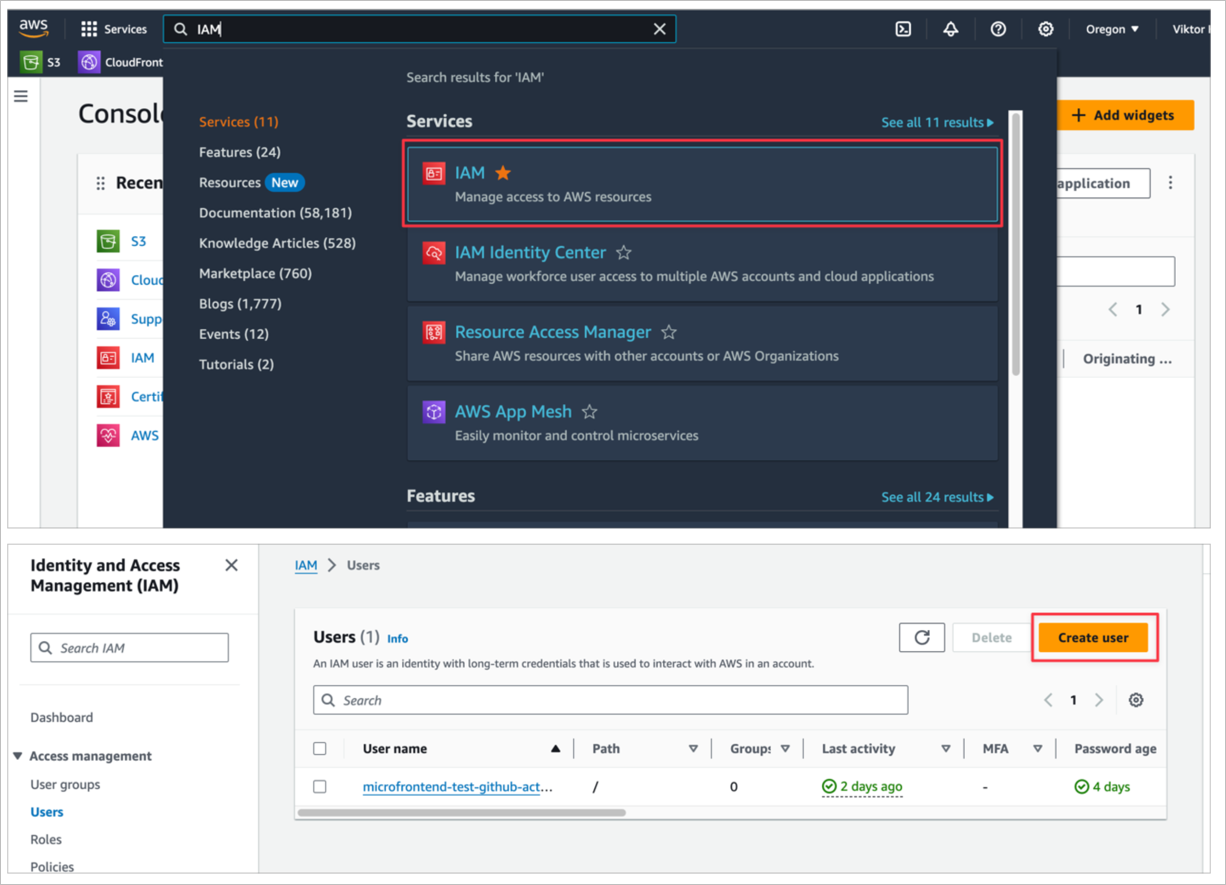 aws
Services
IAM
Oregon
Viktor
S3
CloudFront
Search results for 'IAM'
Services (11)
Features (24)
Resources New
Documentation (58,181)
Knowledge Articles (528)
Marketplace (760)
Blogs (1,777)
Events (12)
Tutorials (2)
Services
See all 11 results
IAM
Manage access to AWS resources
IAM Identity Center
Manage workforce user access to multiple AWS accounts and cloud applications
Resource Access Manager
Share AWS resources with other accounts or AWS Organizations
AWS App Mesh
Easily monitor and control microservices
Features
See all 24 results
Consol
Add widgets
Recen
application
S3
Clou
Supp
IAM
Certif
AWS
1
Originating ...
Identity and Access
Management (IAM)
Search IAM
Dashboard
Access management
User groups
Users
Roles
Policies
IAM > Users
Users (1) Info
Delete
Create user
An IAM user is an identity with long-term credentials that is used to interact with AWS in an account.
Search
1
User name
Path
Groups
Last activity
MFA
Password age
microfrontend-test-github-act...
/
0
2 days ago
-
4 days